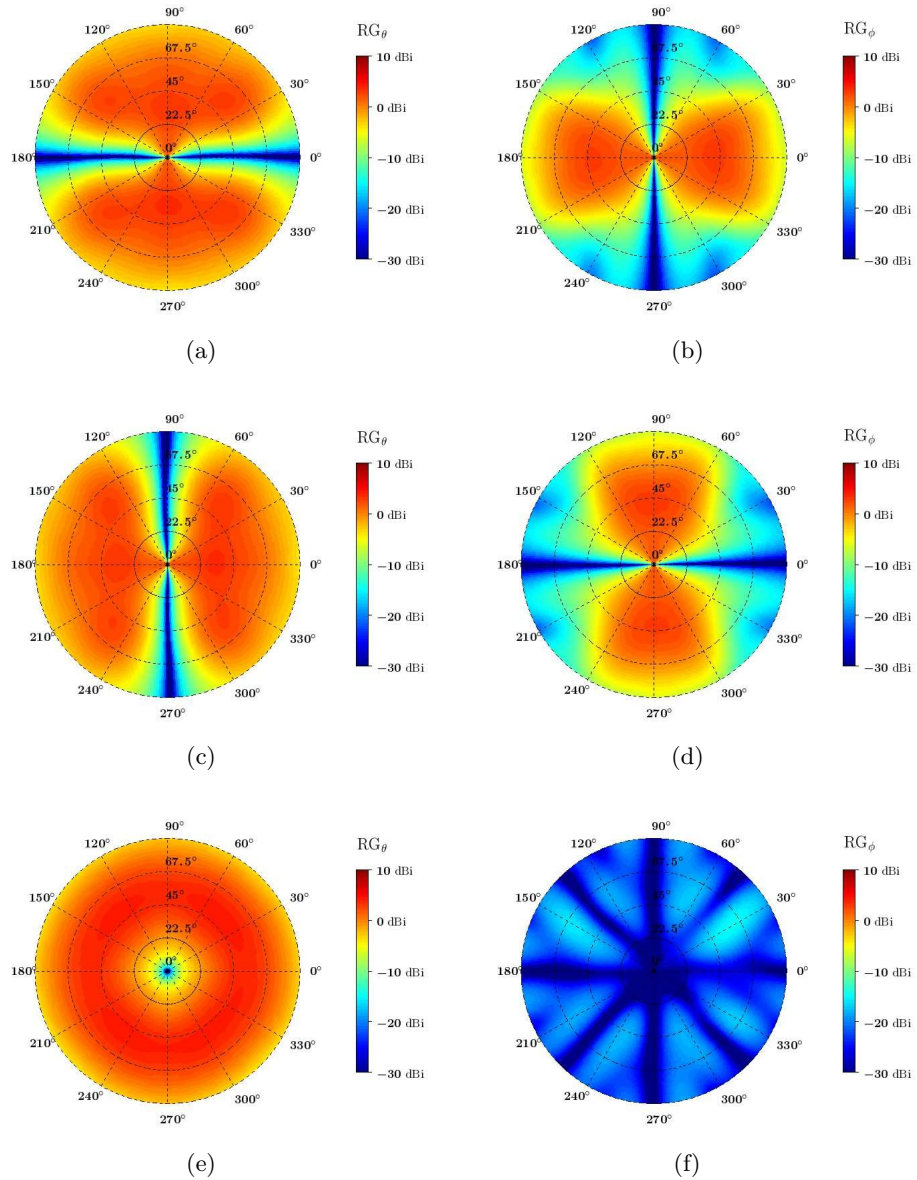 90°
120° 60° RG_θ
67.5° 10 dBi
150° 30°
45° 0 dBi
22.5°
180° 0° 0° −10 dBi
−20 dBi
210° 330°
−30 dBi
240° 300°
270°
(a)
90°
120° 60° RG_ϕ
67.5° 10 dBi
150° 30°
45° 0 dBi
22.5°
180° 0° 0° −10 dBi
−20 dBi
210° 330°
−30 dBi
240° 300°
270°
(b)
90°
120° 60° RG_θ
67.5° 10 dBi
150° 30°
45° 0 dBi
22.5°
180° 0° 0° −10 dBi
−20 dBi
210° 330°
−30 dBi
240° 300°
270°
(c)
90°
120° 60° RG_ϕ
67.5° 10 dBi
150° 30°
45° 0 dBi
22.5°
180° 0° 0° −10 dBi
−20 dBi
210° 330°
−30 dBi
240° 300°
270°
(d)
90°
120° 60° RG_θ
67.5° 10 dBi
150° 30°
45° 0 dBi
22.5°
180° 0° 0° −10 dBi
−20 dBi
210° 330°
−30 dBi
240° 300°
270°
(e)
90°
120° 60° RG_ϕ
67.5° 10 dBi
150° 30°
45° 0 dBi
22.5°
180° 0° 0° −10 dBi
−20 dBi
210° 330°
−30 dBi
240° 300°
270°
(f)